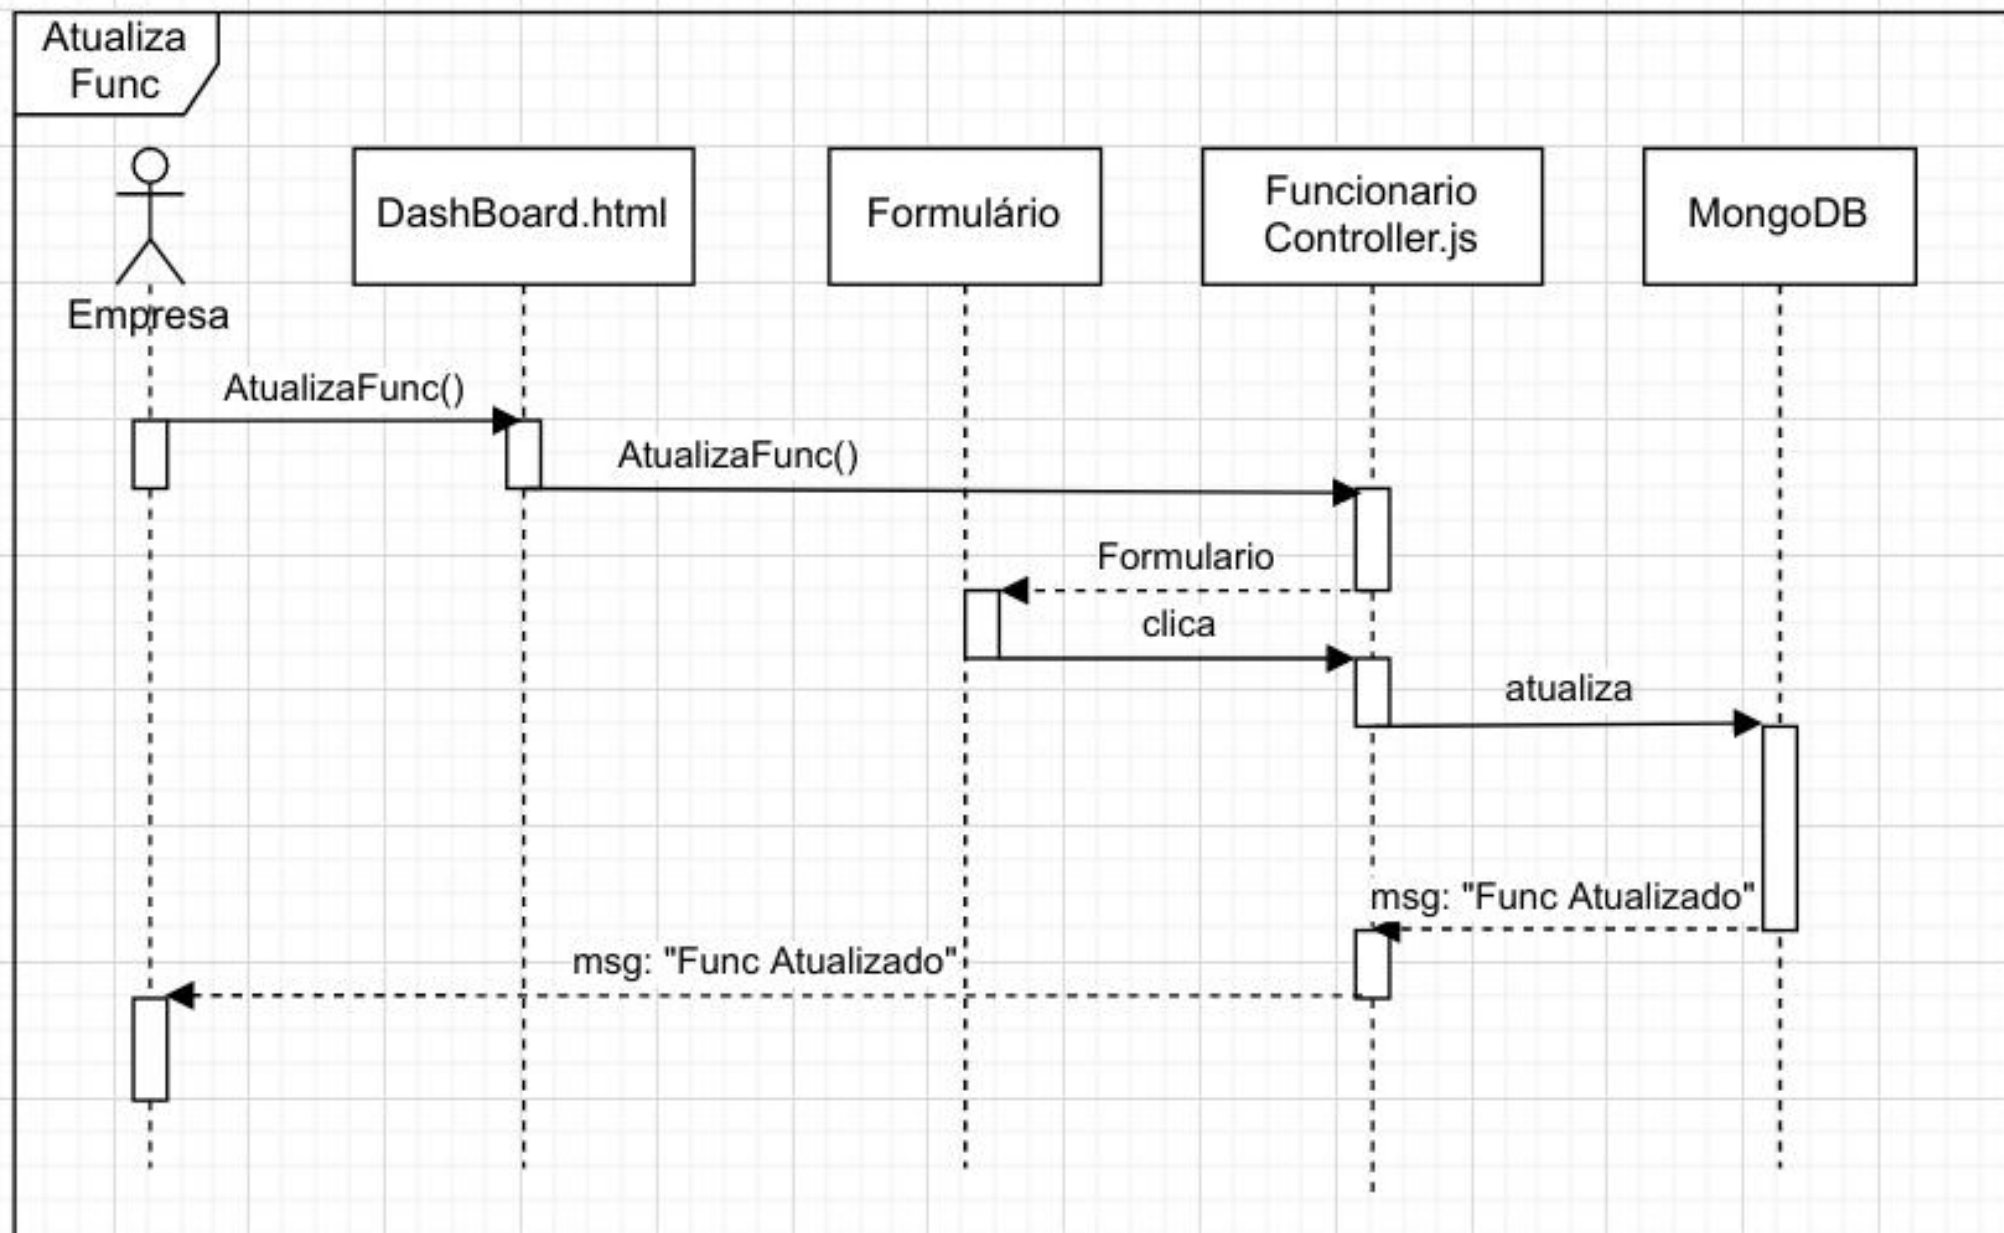 Atualiza
Func
DashBoard.html
Formulário
Funcionario
Controller.js
MongoDB
Empresa
AtualizaFunc()
AtualizaFunc()
Formulario
clica
atualiza
msg: "Func Atualizado"
msg: "Func Atualizado"